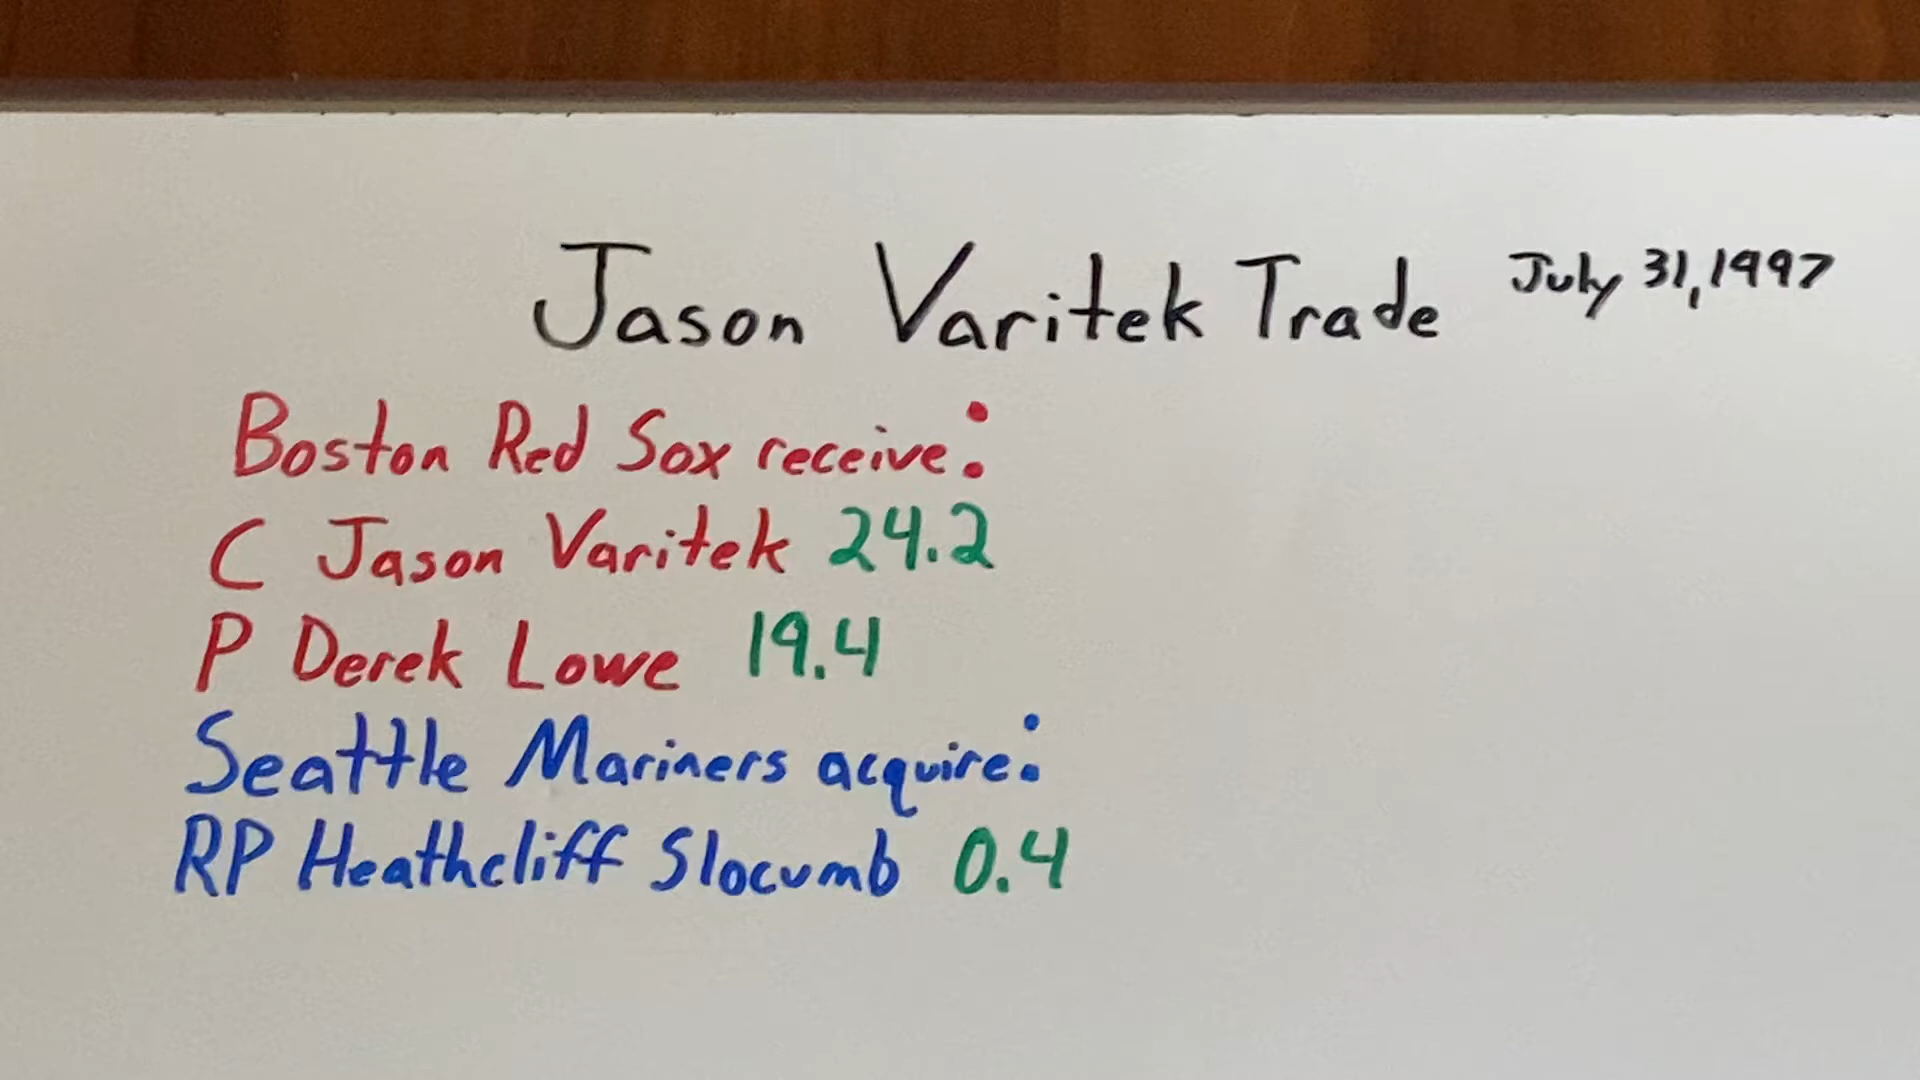 Jason Varitek Trade July 31, 1997
Boston Red Sox receive:
C Jason Varitek 24.2
P Derek Lowe 19.4
Seattle Mariners acquire:
RP Heathcliff Slocumb 0.4